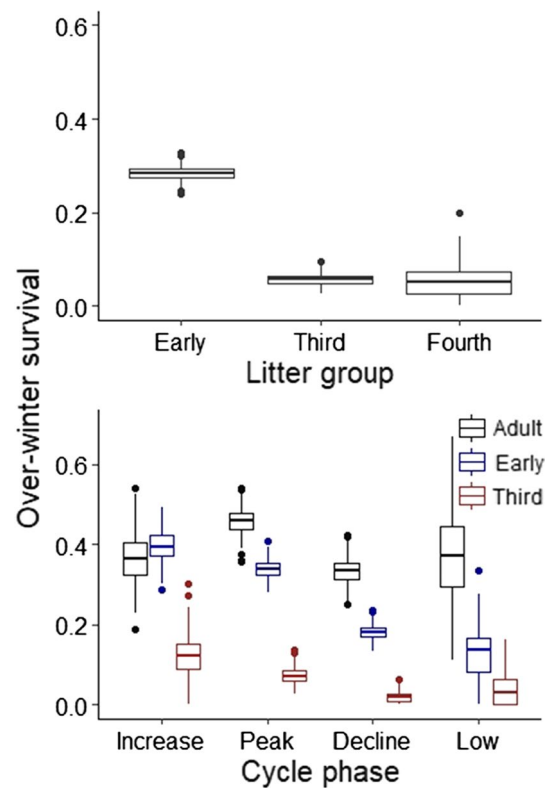 Over-winter survival
0.6
0.4
0.2
0.0
Early Third Fourth
Litter group
Adult
Early
Third
0.6
0.4
0.2
0.0
Increase Peak Decline Low
Cycle phase